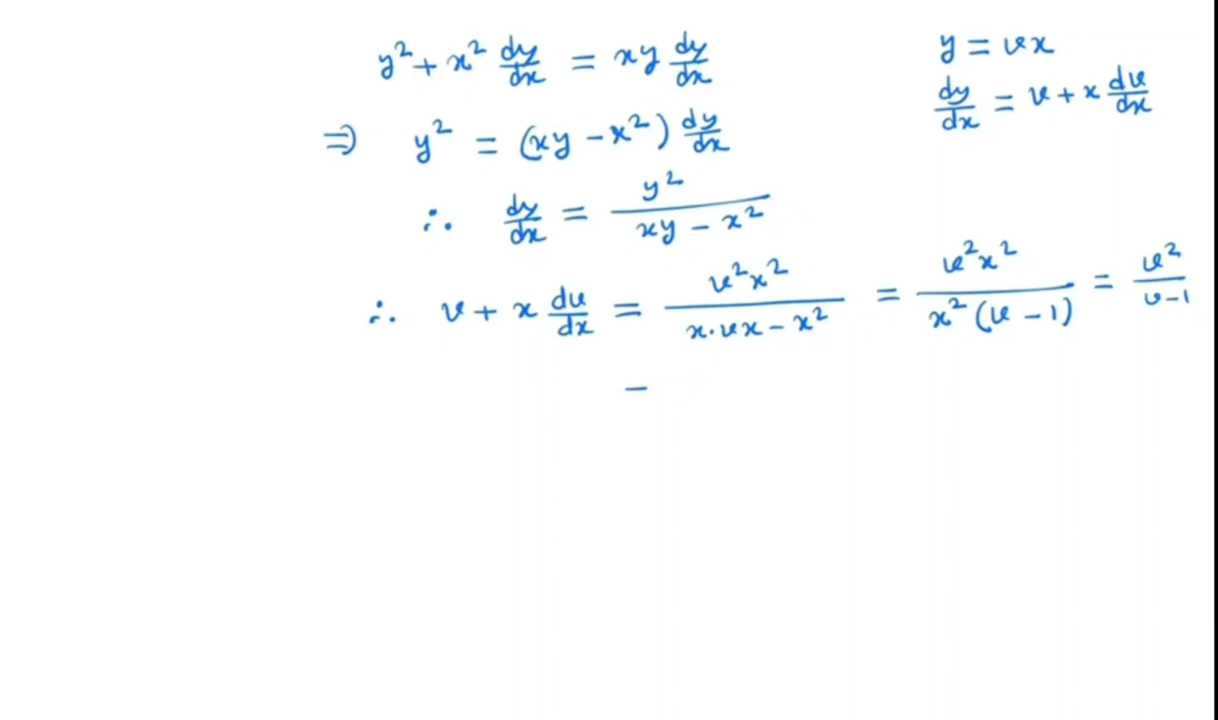 y² + x² dy/dx = xy dy/dx
y = vx
dy/dx = v + x dv/dx
⇒ y² = (xy - x²) dy/dx
∴ dy/dx = y²/(xy - x²)
∴ v + x dv/dx = v²x²/(x·vx - x²) = v²x²/(x²(v - 1)) = v²/(v-1)
-